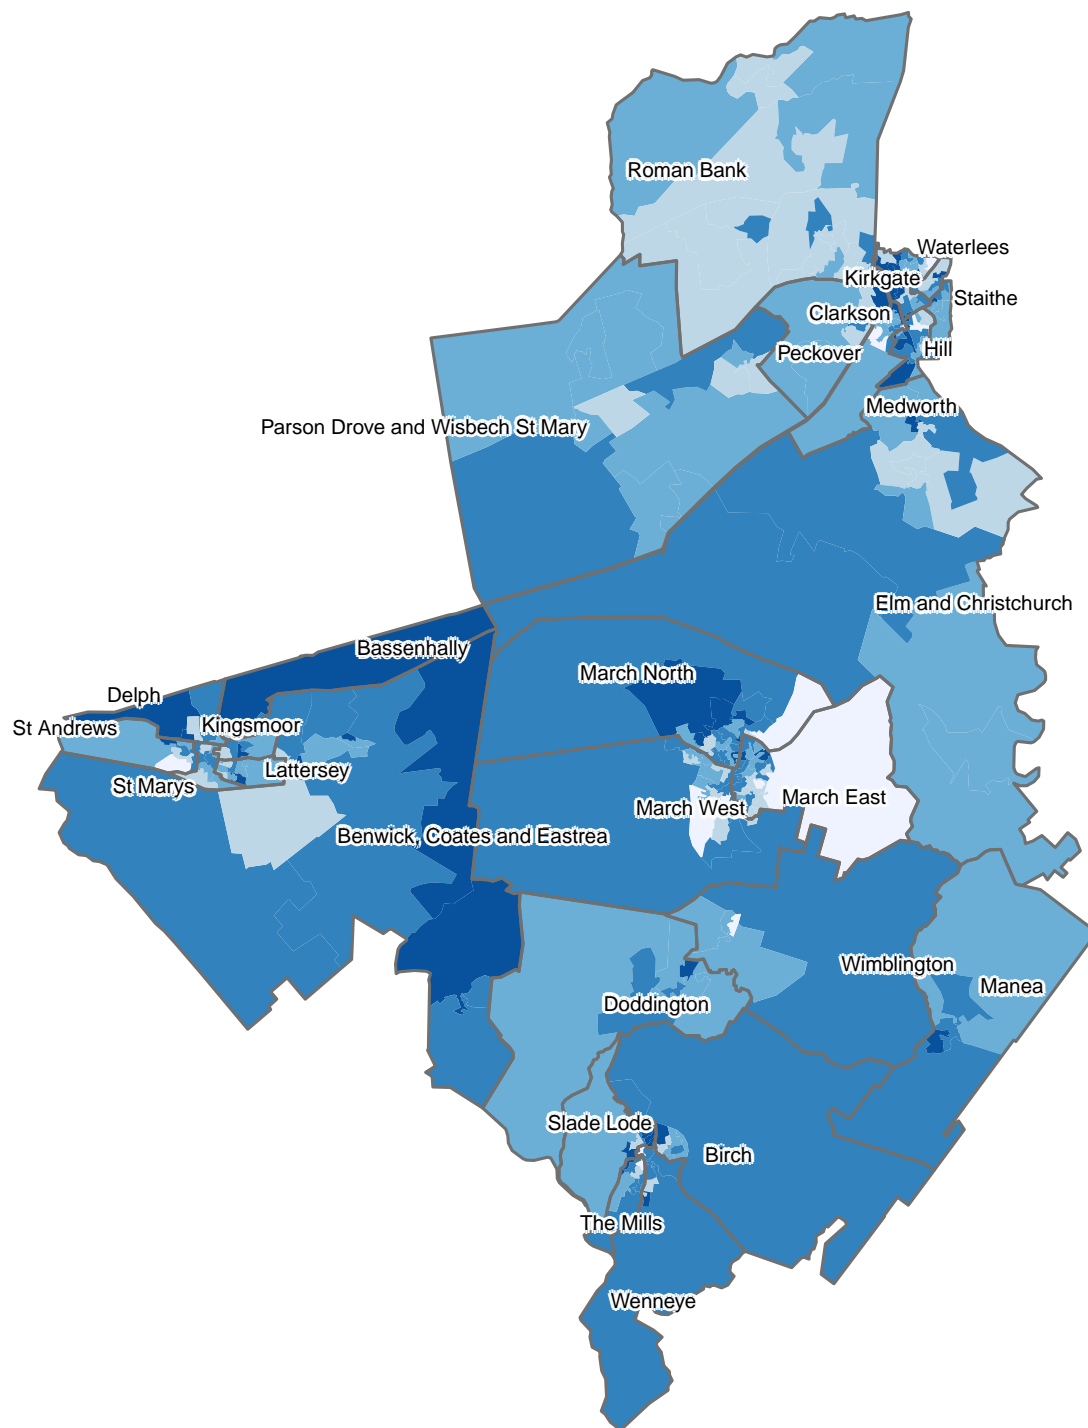 Roman Bank
Waterlees
Kirkgate
Staithe
Clarkson
Hill
Peckover
Medworth
Parson Drove and Wisbech St Mary
Elm and Christchurch
Bassenhally
March North
Delph
St Andrews
Kingsmoor
Lattersey
St Marys
March East
March West
Benwick, Coates and Eastrea
Wimblington
Manea
Doddington
Slade Lode
Birch
The Mills
Wenneye